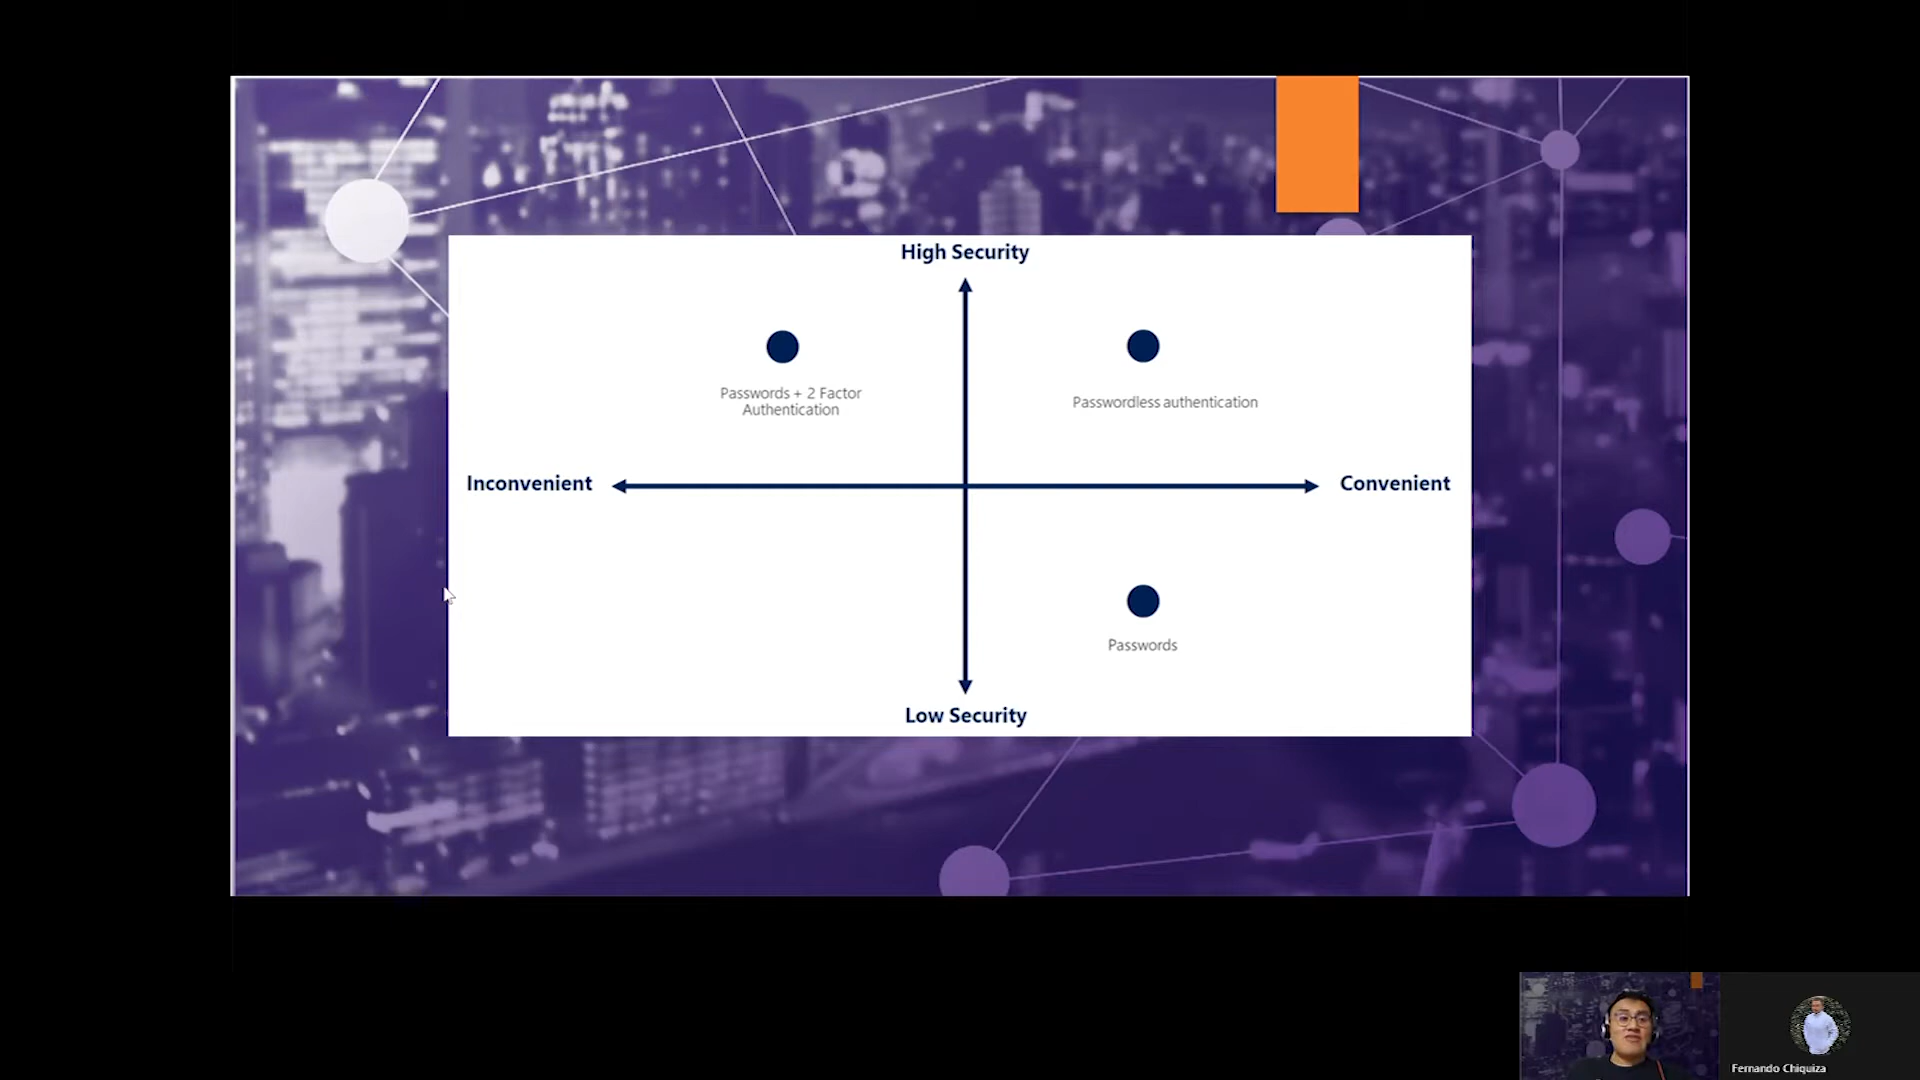 High Security
Passwords + 2 Factor
Authentication
Passwordless authentication
Inconvenient
Convenient
Passwords
Low Security
Fernando Chiquiza